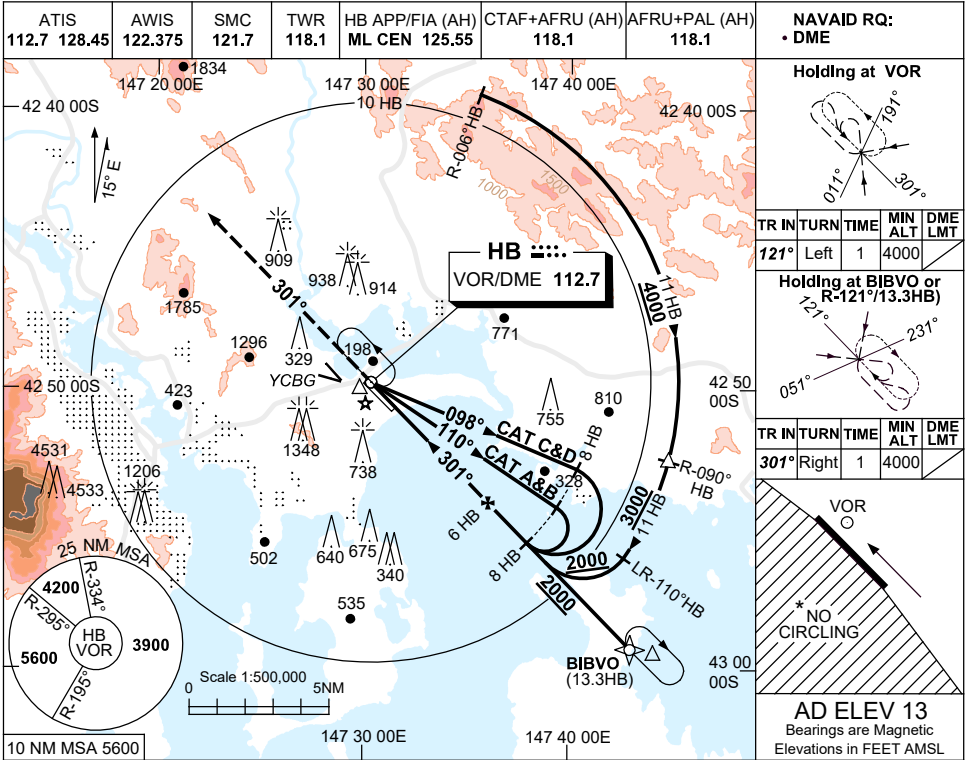 ATIS
112.7 128.45
AWIS
122.375
SMC
121.7
TWR
118.1
HB APP/FIA (AH)
ML CEN 125.55
CTAF+AFRU (AH)
118.1
AFRU+PAL (AH)
118.1
NAVAID RQ:
• DME
1834
147 20 00E
147 30 00E
147 40 00E
42 40 00S
42 40 00S
10 HB
R-006°HB
1000
1500
15° E
909
938
914
HB
VOR/DME 112.7
11 HB
4000
301°
1785
771
329
198
1296
YCBG
42 50 00S
42 50
00S
423
755
810
098°
CAT C&D
110°
CAT A&B
301°
8 HB
328
1348
738
4531
4533
1206
R-090°
HB
3000
11 HB
6 HB
8 HB
640
675
340
502
2000
2000
LR-110°HB
25 NM MSA
4200
R-334°
R-295°
HB
VOR
3900
5600
R-195°
535
BIBVO
(13.3HB)
43 00
00S
Scale 1:500,000
0
5NM
147 30 00E
147 40 00E
10 NM MSA 5600
Holding at VOR
191°
011°
301°
TR IN
TURN
TIME
MIN
ALT
DME
LMT
121°
Left
1
4000
Holding at BIBVO or
R-121°/13.3HB)
121°
231°
051°
TR IN
TURN
TIME
MIN
ALT
DME
LMT
301°
Right
1
4000
VOR
* NO
CIRCLING
AD ELEV 13
Bearings are Magnetic
Elevations in FEET AMSL